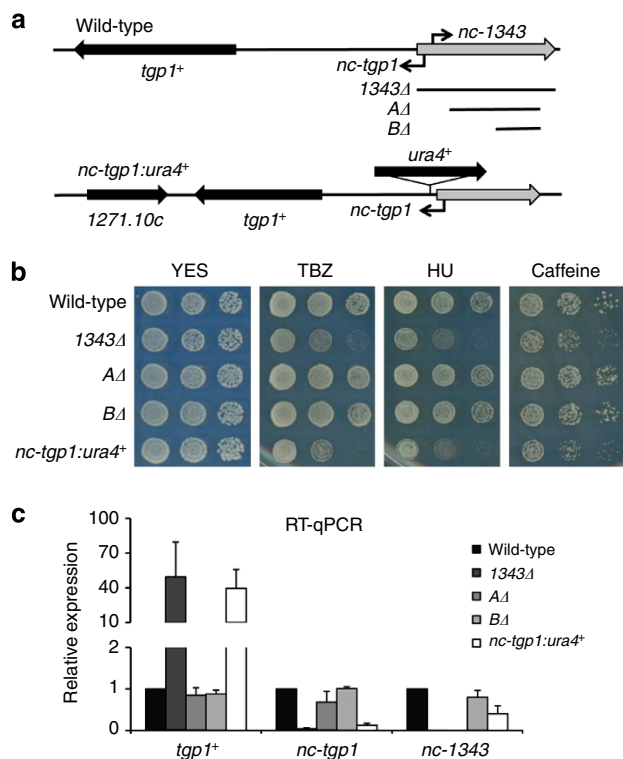 a
Wild-type
nc-1343
tgp1+
nc-tgp1
1343Δ
AΔ
BΔ
nc-tgp1:ura4+
ura4+
1271.10c
tgp1+
nc-tgp1
b
YES
TBZ
HU
Caffeine
Wild-type
1343Δ
AΔ
BΔ
nc-tgp1:ura4+
c
RT-qPCR
Relative expression
100
70
40
10
2
1
0
Wild-type
1343Δ
AΔ
BΔ
nc-tgp1:ura4+
tgp1+
nc-tgp1
nc-1343